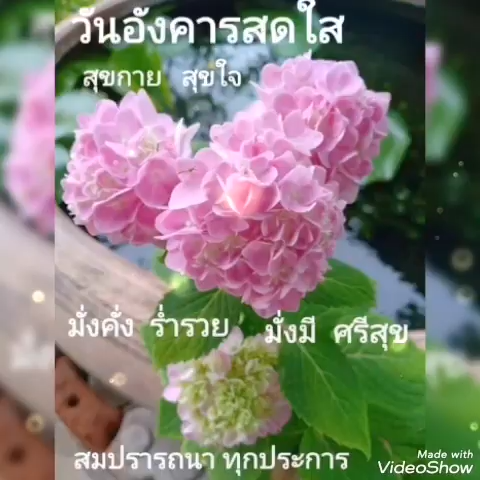 วันอังคารสดใส
สุขกาย สุขใจ
มั่งคั่ง ร่ำรวย มั่งมี ศรีสุข
สมปรารถนา ทุกประการ
Made with
VideoShow